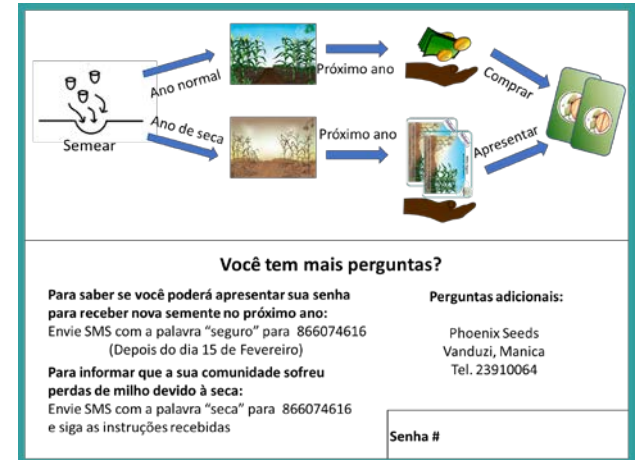 Ano normal
Próximo ano
Comprar
Semear
Ano de seca
Próximo ano
Apresentar
Você tem mais perguntas?
Para saber se você poderá apresentar sua senha
para receber nova semente no próximo ano:
Envie SMS com a palavra “seguro” para 866074616
(Depois do dia 15 de Fevereiro)
Para informar que a sua comunidade sofreu
perdas de milho devido à seca:
Envie SMS com a palavra “seca” para 866074616
e siga as instruções recebidas
Perguntas adicionais:
Phoenix Seeds
Vanduzi, Manica
Tel. 23910064
Senha #